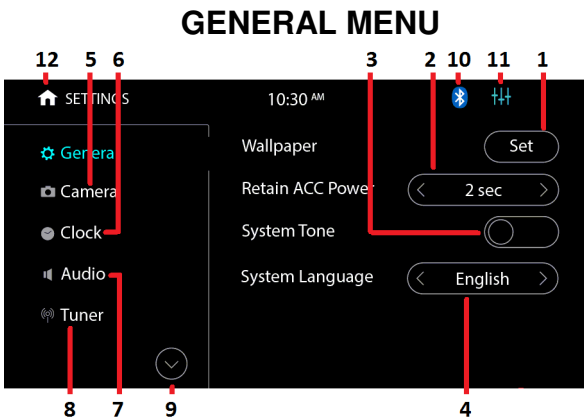 GENERAL MENU
12 5 6 3 2 10 11 1
SETTINGS 10:30 AM
General Wallpaper Set
Camera Retain ACC Power 2 sec
Clock System Tone
Audio System Language English
Tuner
8 7 9 4